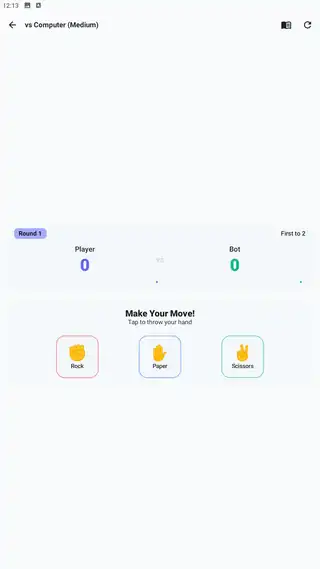 12:13
vs Computer (Medium)
Round 1
First to 2
Player
Bot
0
VS
0
Make Your Move!
Tap to throw your hand
Rock
Paper
Scissors